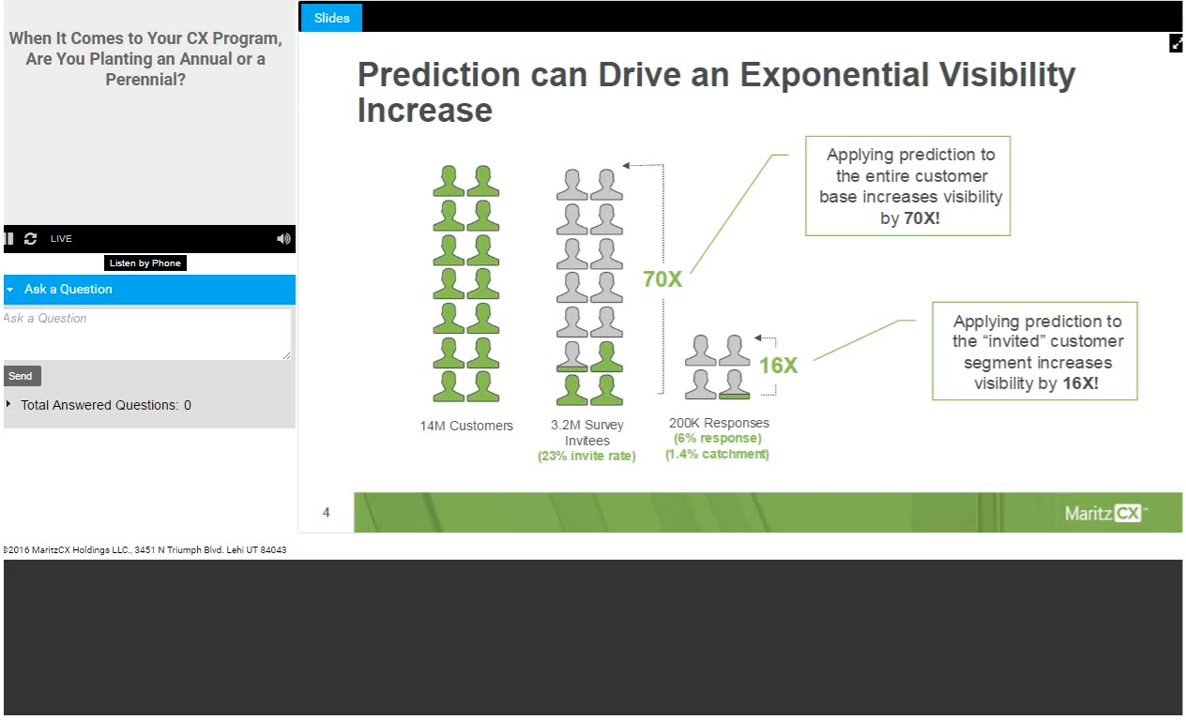 When It Comes to Your CX Program,
Are You Planting an Annual or a
Perennial?
LIVE
Listen by Phone
Ask a Question
Ask a Question
Send
Total Answered Questions: 0
Slides
Prediction can Drive an Exponential Visibility
Increase
Applying prediction to
the entire customer
base increases visibility
by 70X!
70X
Applying prediction to
the “invited” customer
segment increases
visibility by 16X!
16X
14M Customers
3.2M Survey
Invitees
(23% invite rate)
200K Responses
(6% response)
(1.4% catchment)
4
MaritzCX
©2016 MaritzCX Holdings LLC., 3451 N Triumph Blvd. Lehi UT 84043